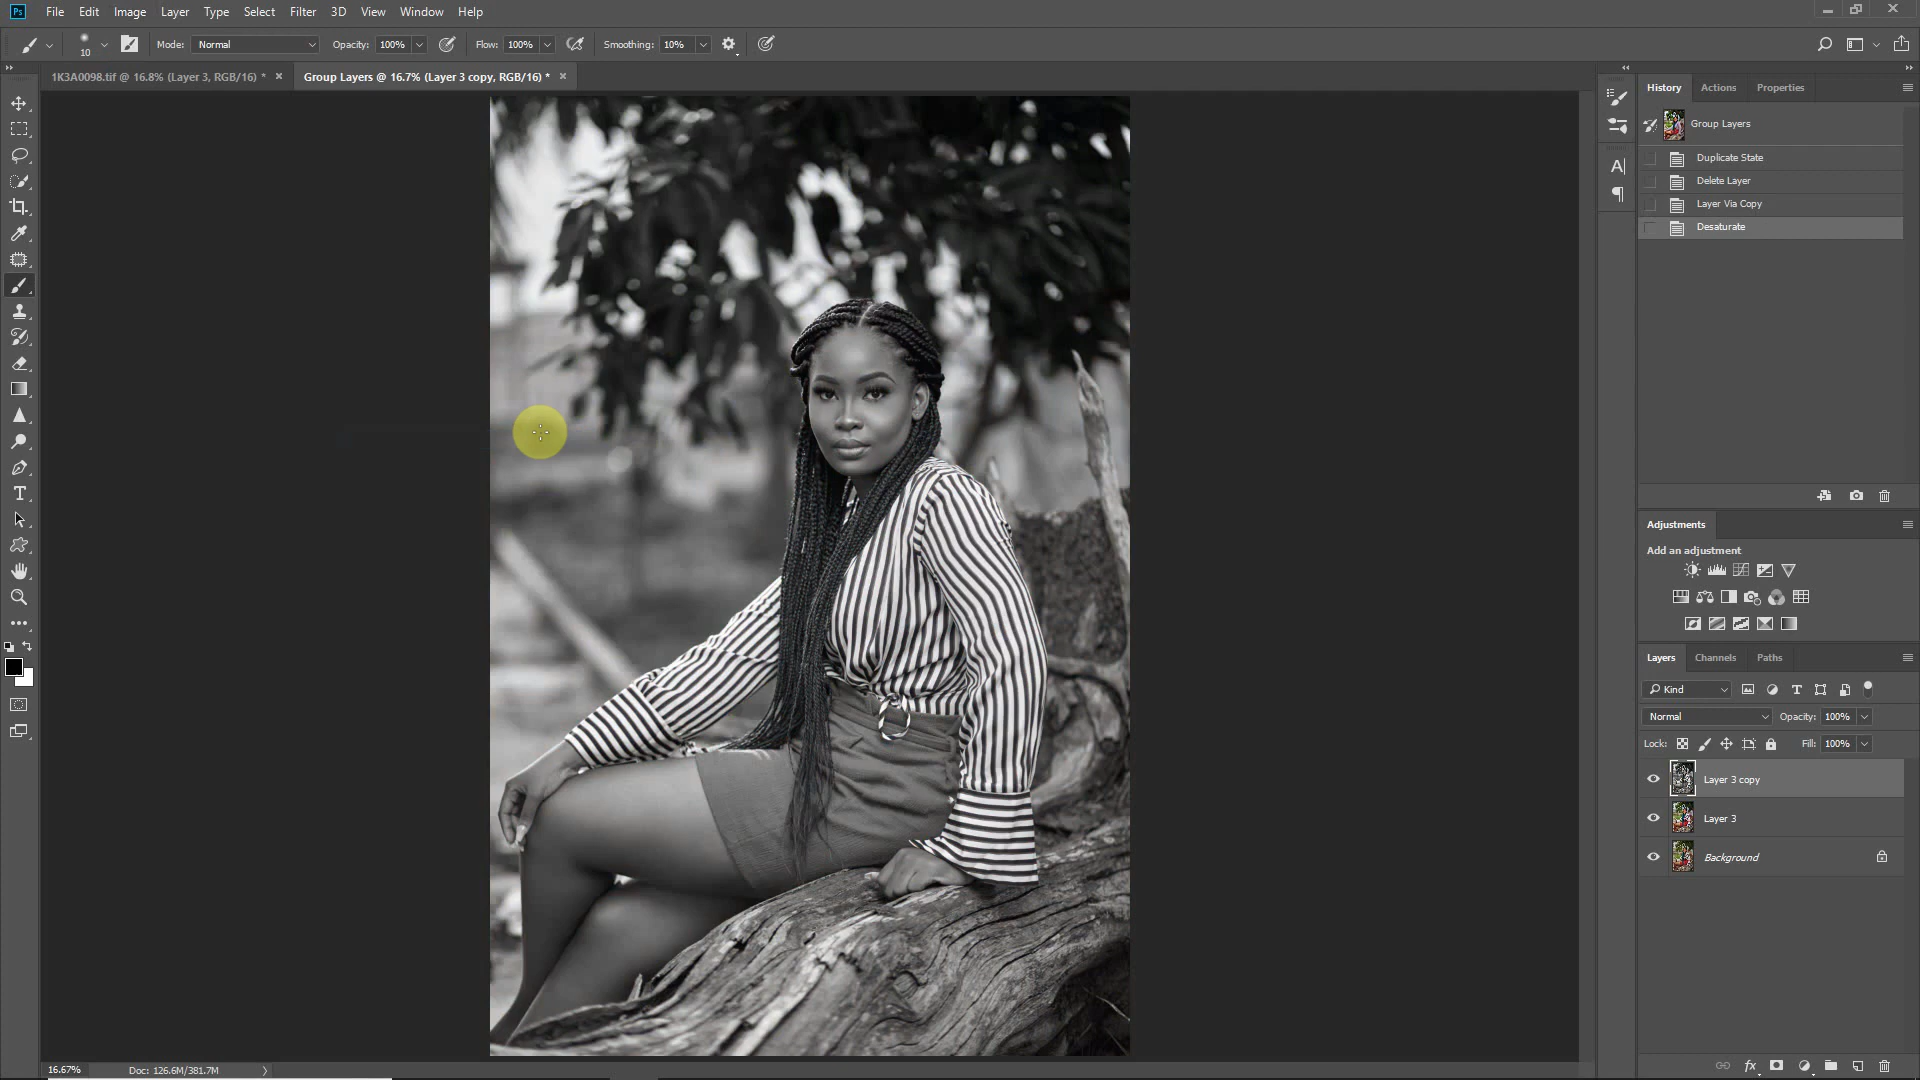 Ps File Edit Image Layer Type Select Filter 3D View Window Help
10 Mode: Normal Opacity: 100% Flow: 100% Smoothing: 10%
1K3A0098.tif @ 16.8% (Layer 3, RGB/16) * × Group Layers @ 16.7% (Layer 3 copy, RGB/16) * ×
History Actions Properties
Group Layers
Duplicate State
Delete Layer
Layer Via Copy
Desaturate
Adjustments
Add an adjustment
Layers Channels Paths
Kind
Normal Opacity: 100%
Lock: Fill: 100%
Layer 3 copy
Layer 3
Background
16.67% Doc: 126.6M/381.7M